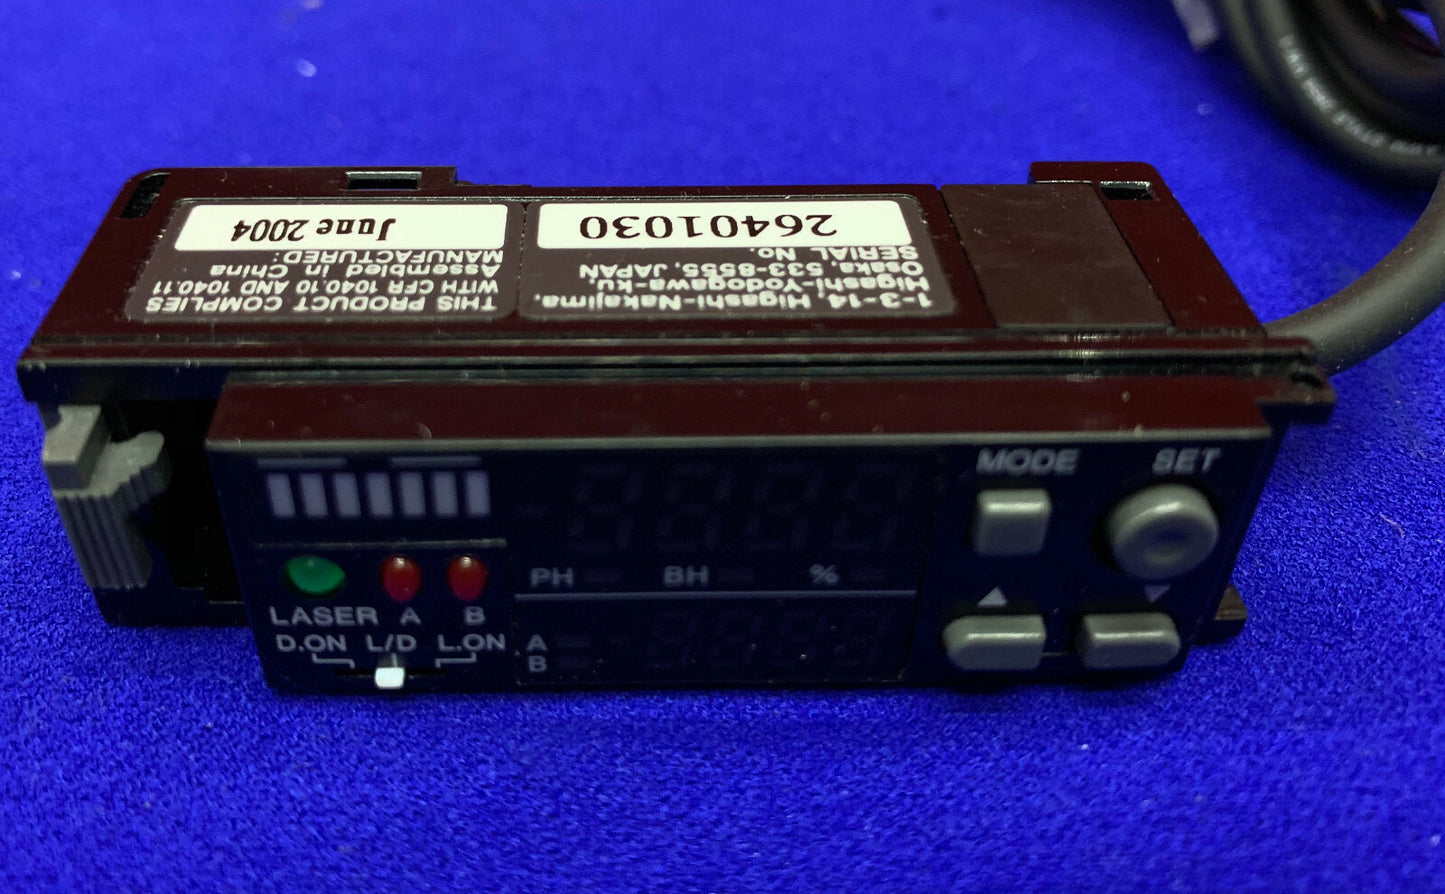 THIS PRODUCT COMPLIES
WITH CFR 1040.10 AND 1040.11
Assembled in China
MANUFACTURED:
June 2004
1-3-14, Higashi-Nakajima,
Higashi-Yodogawa-ku,
Osaka, 533-8555, JAPAN
SERIAL No.
26401030
MODE SET
PH BH %
LASER A B
D.ON L/D L.ON
A
B